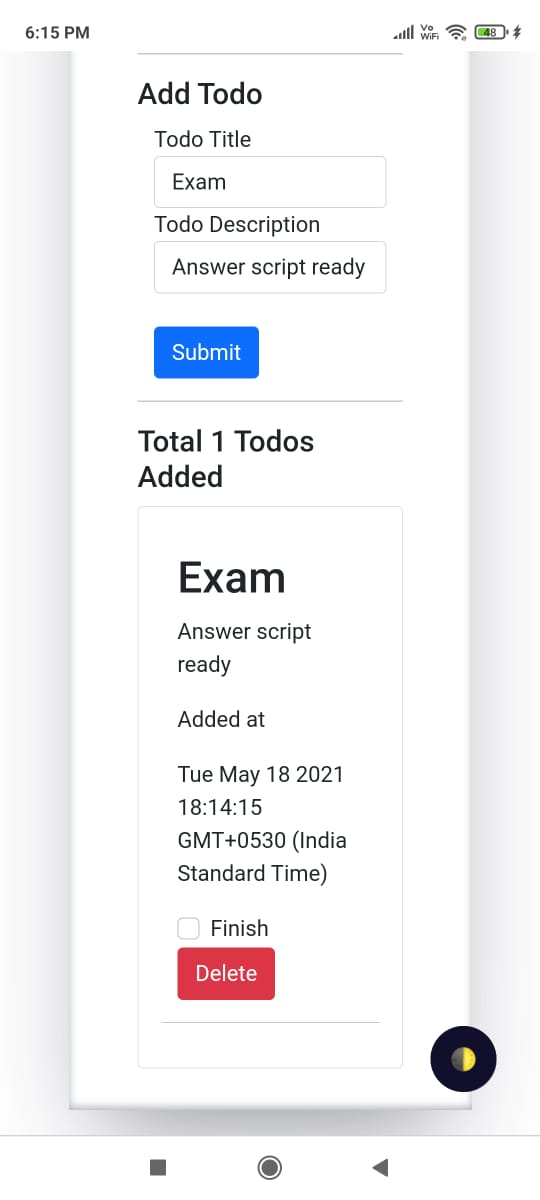 6:15 PM
Vo
WiFi
48
Add Todo
Todo Title
Exam
Todo Description
Answer script ready
Submit
Total 1 Todos
Added
Exam
Answer script
ready
Added at
Tue May 18 2021
18:14:15
GMT+0530 (India
Standard Time)
Finish
Delete